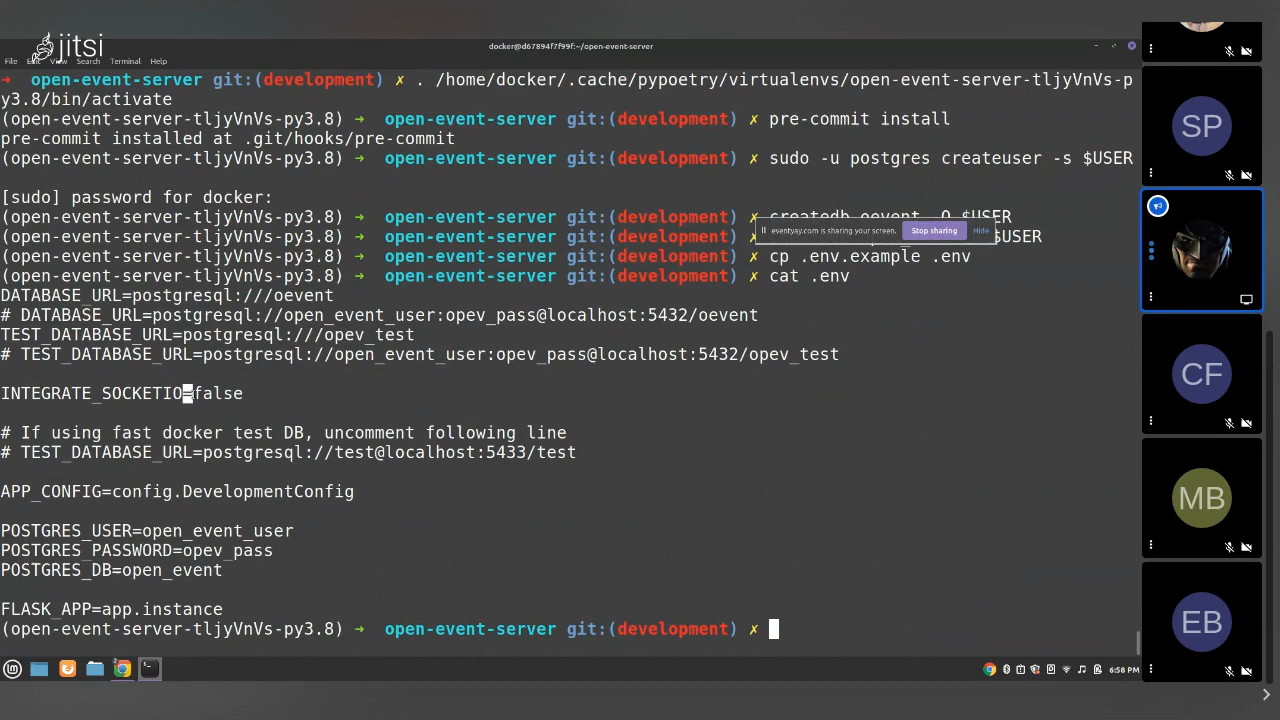 jitsi
docker@d67894f7f99f:~/open-event-server
File Edit View Search Terminal Help
➜ open-event-server git:(development) ✗ . /home/docker/.cache/pypoetry/virtualenvs/open-event-server-tljyVnVs-p
y3.8/bin/activate
(open-event-server-tljyVnVs-py3.8) ➜ open-event-server git:(development) ✗ pre-commit install
pre-commit installed at .git/hooks/pre-commit
(open-event-server-tljyVnVs-py3.8) ➜ open-event-server git:(development) ✗ sudo -u postgres createuser -s $USER
[sudo] password for docker:
(open-event-server-tljyVnVs-py3.8) ➜ open-event-server git:(development) ✗ createdb oevent -O $USER
(open-event-server-tljyVnVs-py3.8) ➜ open-event-server git:(development) $USER
eventyay.com is sharing your screen. Stop sharing Hide
(open-event-server-tljyVnVs-py3.8) ➜ open-event-server git:(development) ✗ cp .env.example .env
(open-event-server-tljyVnVs-py3.8) ➜ open-event-server git:(development) ✗ cat .env
DATABASE_URL=postgresql:///oevent
# DATABASE_URL=postgresql://open_event_user:opev_pass@localhost:5432/oevent
TEST_DATABASE_URL=postgresql:///opev_test
# TEST_DATABASE_URL=postgresql://open_event_user:opev_pass@localhost:5432/opev_test
INTEGRATE_SOCKETIO=false
# If using fast docker test DB, uncomment following line
# TEST_DATABASE_URL=postgresql://test@localhost:5433/test
APP_CONFIG=config.DevelopmentConfig
POSTGRES_USER=open_event_user
POSTGRES_PASSWORD=opev_pass
POSTGRES_DB=open_event
FLASK_APP=app.instance
(open-event-server-tljyVnVs-py3.8) ➜ open-event-server git:(development) ✗
6:58 PM
SP
CF
MB
EB